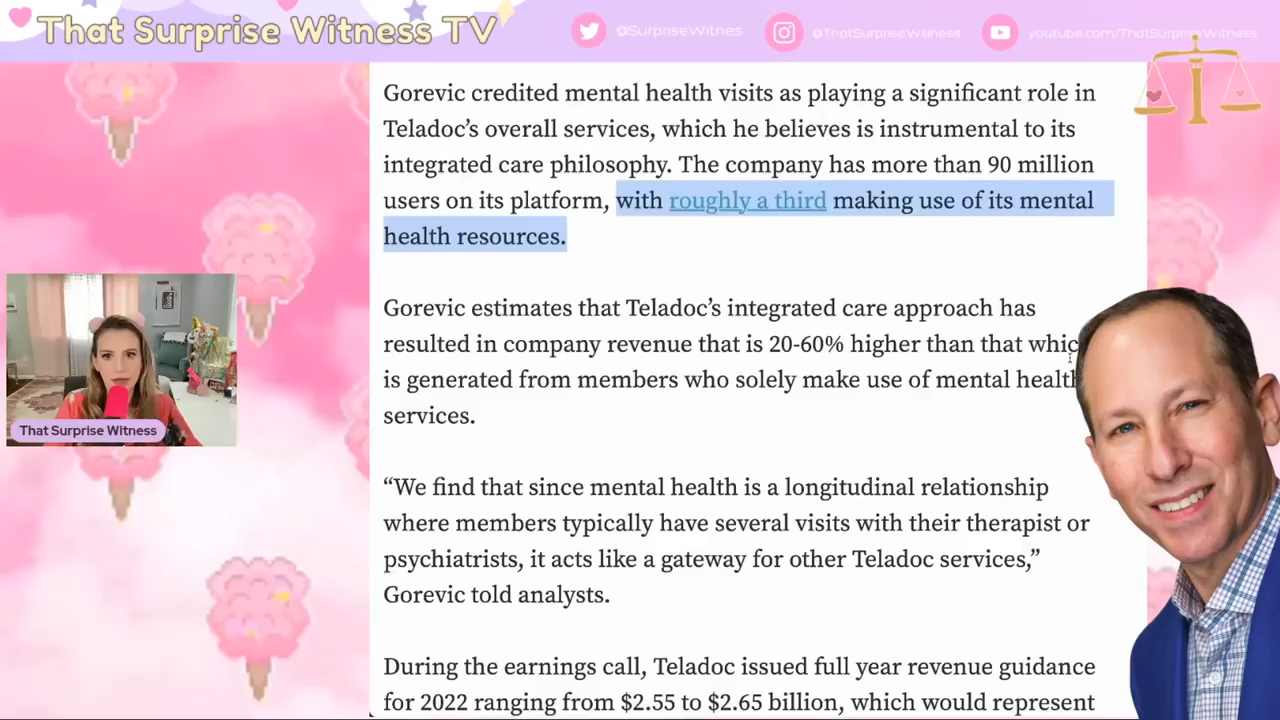 That Surprise Witness TV
@SurpriseWitnes
@ThatSurpriseWitness
youtube.com/ThatSurpriseWitness
Gorevic credited mental health visits as playing a significant role in
Teladoc’s overall services, which he believes is instrumental to its
integrated care philosophy. The company has more than 90 million
users on its platform, with roughly a third making use of its mental
health resources.
Gorevic estimates that Teladoc’s integrated care approach has
resulted in company revenue that is 20-60% higher than that whic
is generated from members who solely make use of mental health
services.
“We find that since mental health is a longitudinal relationship
where members typically have several visits with their therapist or
psychiatrists, it acts like a gateway for other Teladoc services,”
Gorevic told analysts.
During the earnings call, Teladoc issued full year revenue guidance
for 2022 ranging from $2.55 to $2.65 billion, which would represent
That Surprise Witness